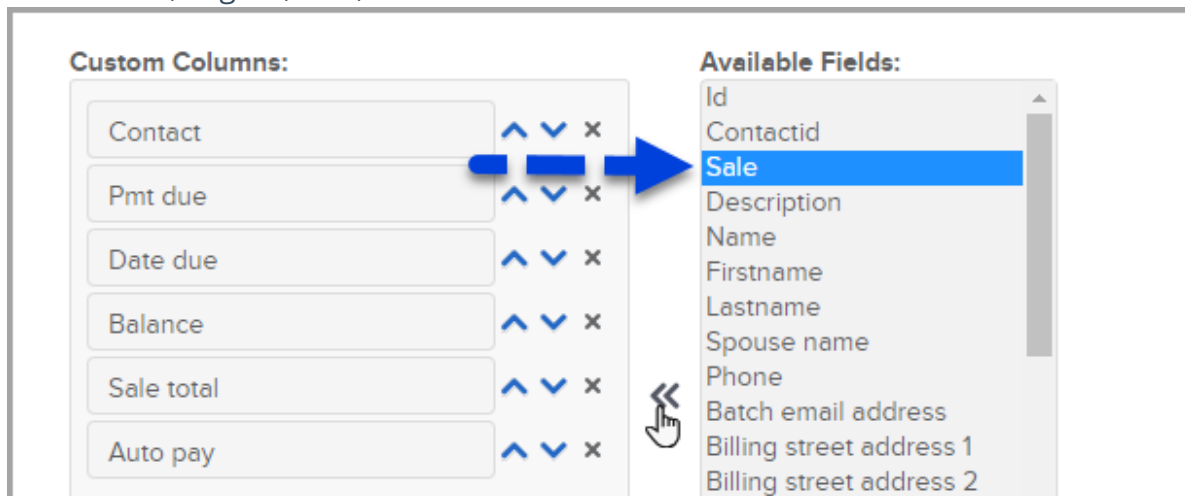 Custom Columns:
Contact
Pmt due
Date due
Balance
Sale total
Auto pay
Available Fields:
Id
Contactid
Sale
Description
Name
Firstname
Lastname
Spouse name
Phone
Batch email address
Billing street address 1
Billing street address 2